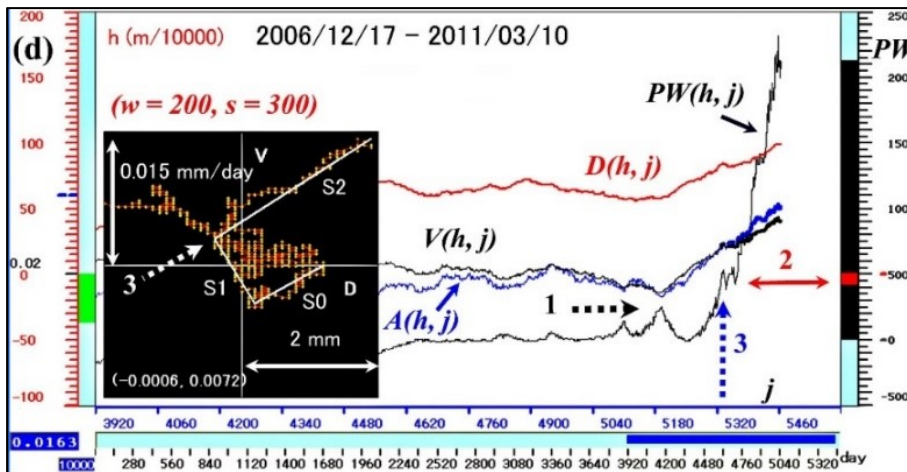 200
250
(d)
h (m/10000)
2006/12/17 – 2011/03/10
PW
150
200
(w = 200, s = 300)
PW(h, j)
100
150
V
0.015 mm/day
S2
D(h, j)
50
100
V(h, j)
0.02
0
500
3
2
S1
S0
D
A(h, j)
1
-50
0
2 mm
3
(-0.0006, 0.0072)
j
-100
-500
3920 4060 4200 4340 4480 4620 4760 4900 5040 5180 5320 5460
0.0163
10000
280 560 840 1120 1400 1680 1960 2240 2520 2800 3080 3360 3640 3920 4200 4480 4760 5040 5320 day